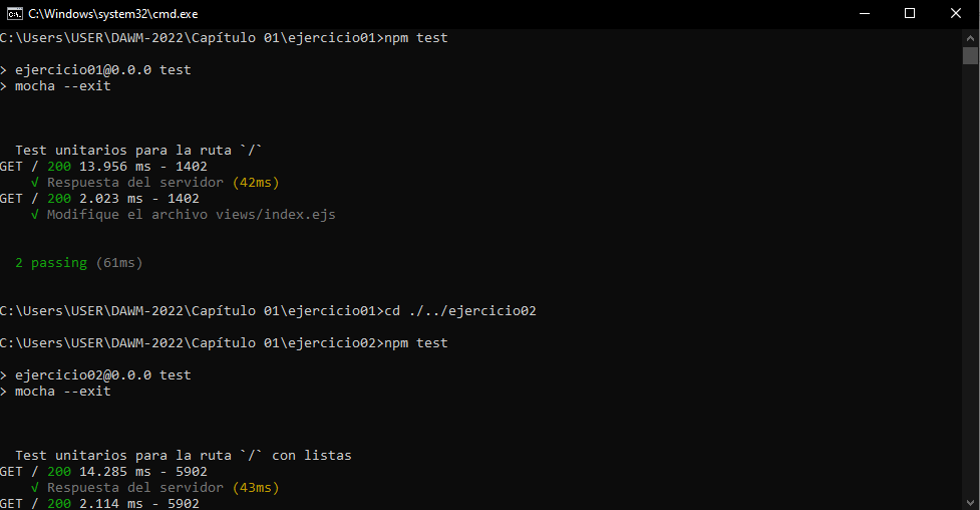 C:\Windows\system32\cmd.exe
C:\Users\USER\DAWM-2022\Capítulo 01\ejercicio01>npm test
> ejercicio01@0.0.0 test
> mocha --exit
Test unitarios para la ruta `/`
GET / 200 13.956 ms - 1402
√ Respuesta del servidor (42ms)
GET / 200 2.023 ms - 1402
√ Modifique el archivo views/index.ejs
2 passing (61ms)
C:\Users\USER\DAWM-2022\Capítulo 01\ejercicio01>cd ./../ejercicio02
C:\Users\USER\DAWM-2022\Capítulo 01\ejercicio02>npm test
> ejercicio02@0.0.0 test
> mocha --exit
Test unitarios para la ruta `/` con listas
GET / 200 14.285 ms - 5902
√ Respuesta del servidor (43ms)
GET / 200 2.114 ms - 5902